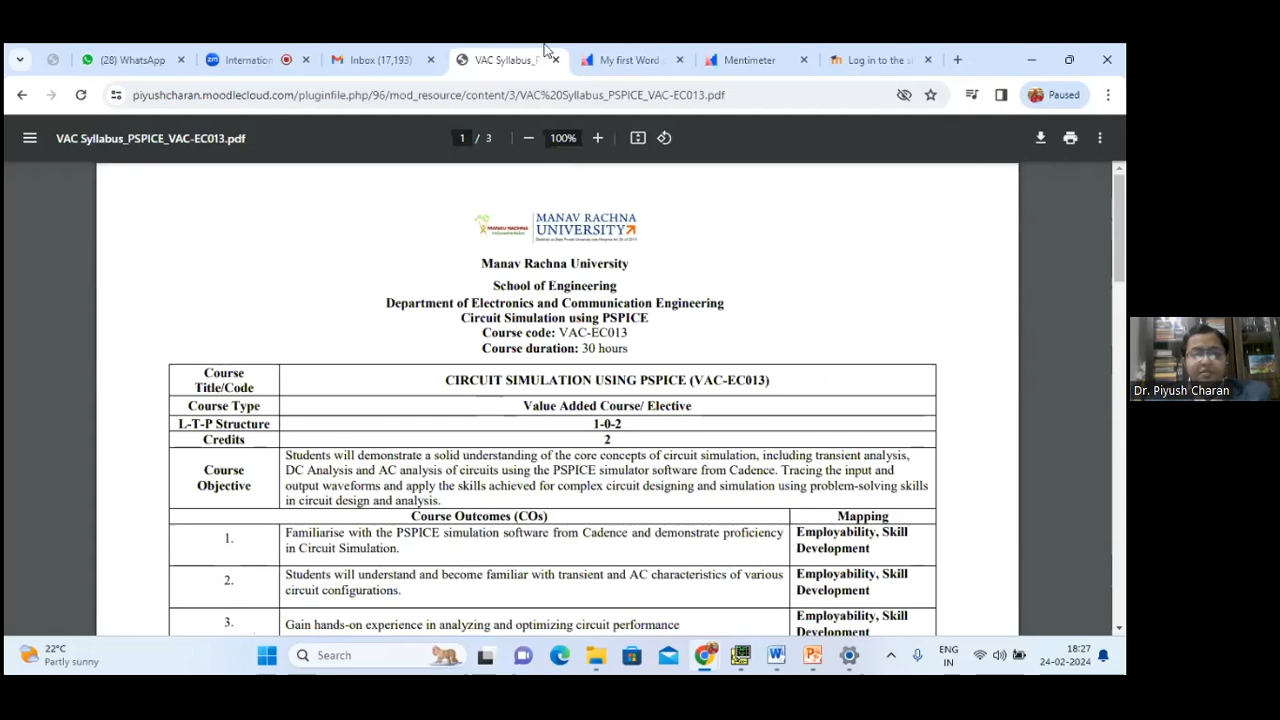 (28) WhatsApp
Internation
Inbox (17,193)
VAC Syllabus_P
My first Word
Mentimeter
Log in to the s
piyushcharan.moodlecloud.com/pluginfile.php/96/mod_resource/content/3/VAC%20Syllabus_PSPICE_VAC-EC013.pdf
Paused
VAC Syllabus_PSPICE_VAC-EC013.pdf
1 / 3
100%
MANAV RACHNA
MANAV RACHNA
UNIVERSITY
Manav Rachna University
School of Engineering
Department of Electronics and Communication Engineering
Circuit Simulation using PSPICE
Course code: VAC-EC013
Course duration: 30 hours
Course
Title/Code
CIRCUIT SIMULATION USING PSPICE (VAC-EC013)
Course Type
Value Added Course/ Elective
L-T-P Structure
1-0-2
Credits
2
Course
Objective
Students will demonstrate a solid understanding of the core concepts of circuit simulation, including transient analysis,
DC Analysis and AC analysis of circuits using the PSPICE simulator software from Cadence. Tracing the input and
output waveforms and apply the skills achieved for complex circuit designing and simulation using problem-solving skills
in circuit design and analysis.
Course Outcomes (COs)
Mapping
1.
Familiarise with the PSPICE simulation software from Cadence and demonstrate proficiency
in Circuit Simulation.
Employability, Skill
Development
2.
Students will understand and become familiar with transient and AC characteristics of various
circuit configurations.
Employability, Skill
Development
3.
Gain hands-on experience in analyzing and optimizing circuit performance
Employability, Skill
Development
Dr. Piyush Charan
22°C
Partly sunny
Search
ENG
IN
18:27
24-02-2024